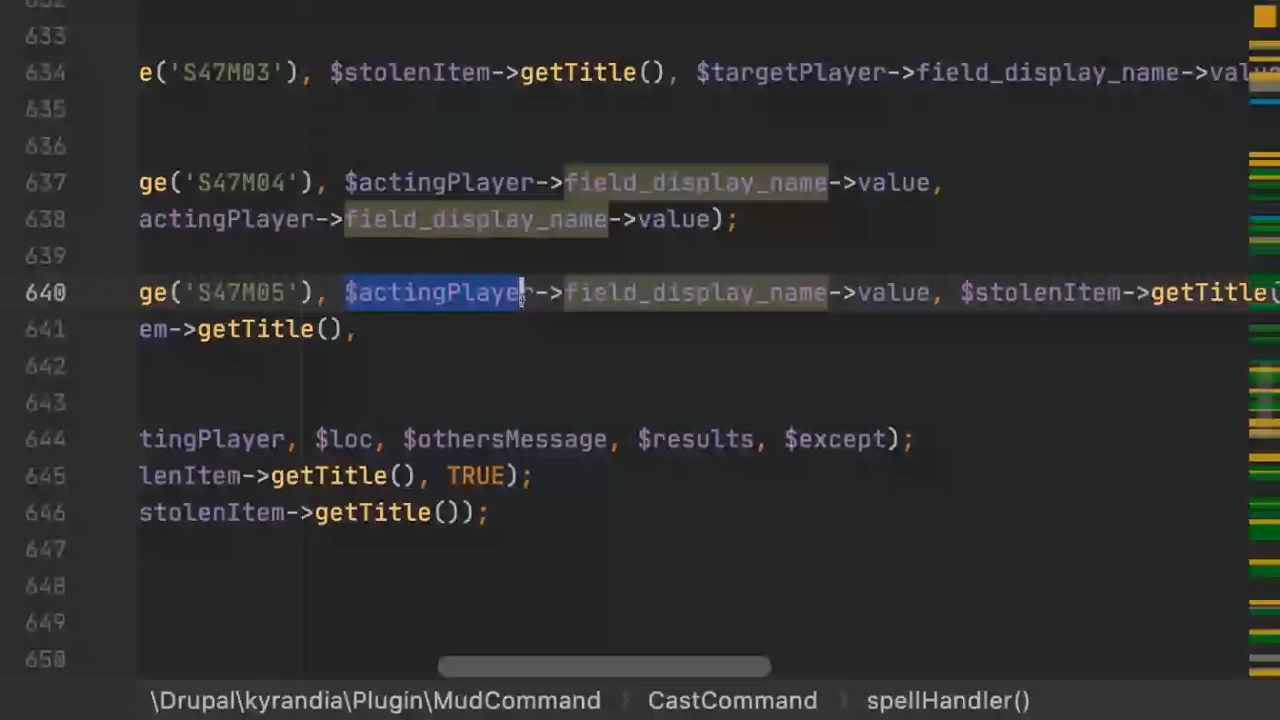 633
634 e('S47M03'), $stolenItem->getTitle(), $targetPlayer->field_display_name->valu
635
636
637 ge('S47M04'), $actingPlayer->field_display_name->value,
638 actingPlayer->field_display_name->value);
639
640 ge('S47M05'), $actingPlayer->field_display_name->value, $stolenItem->getTitle(
641 em->getTitle(),
642
643
644 tingPlayer, $loc, $othersMessage, $results, $except);
645 lenItem->getTitle(), TRUE);
646 stolenItem->getTitle());
647
648
649
650
\Drupal\kyrandia\Plugin\MudCommand › CastCommand › spellHandler()